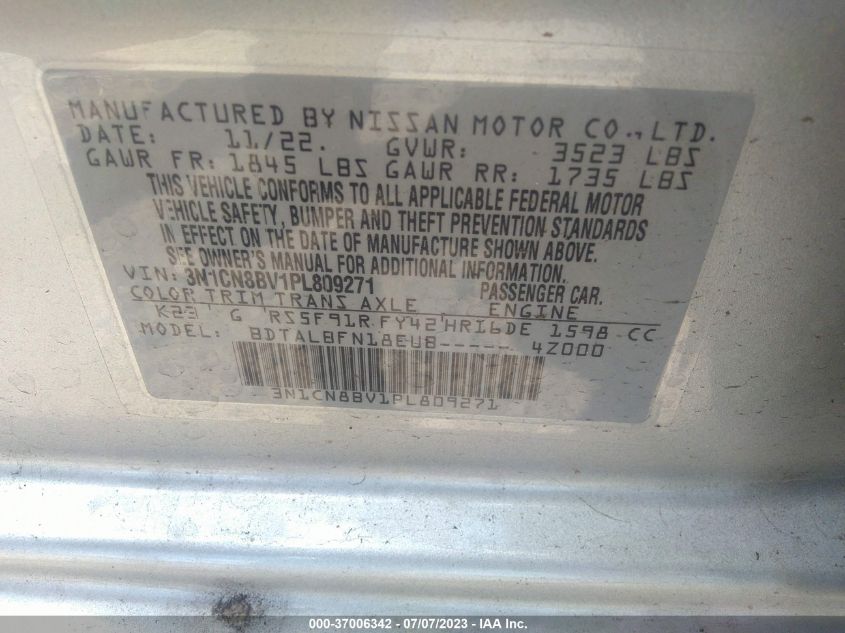 MANUFACTURED BY NISSAN MOTOR CO., LTD.
DATE: 11/22. GVWR: 3523 LBS
GAWR FR: 1845 LBS GAWR RR: 1735 LBS
THIS VEHICLE CONFORMS TO ALL APPLICABLE FEDERAL MOTOR
VEHICLE SAFETY, BUMPER AND THEFT PREVENTION STANDARDS
IN EFFECT ON THE DATE OF MANUFACTURE SHOWN ABOVE.
SEE OWNER'S MANUAL FOR ADDITIONAL INFORMATION.
VIN: 3N1CN8BV1PL809271 PASSENGER CAR.
COLOR TRIM TRANS AXLE ENGINE
K23 G RS5F91R FY42 HR16DE 1598 CC
MODEL: BDTALBFN18EU8----- 4Z000
3N1CN8BV1PL809271
000-37006342 - 07/07/2023 - IAA Inc.